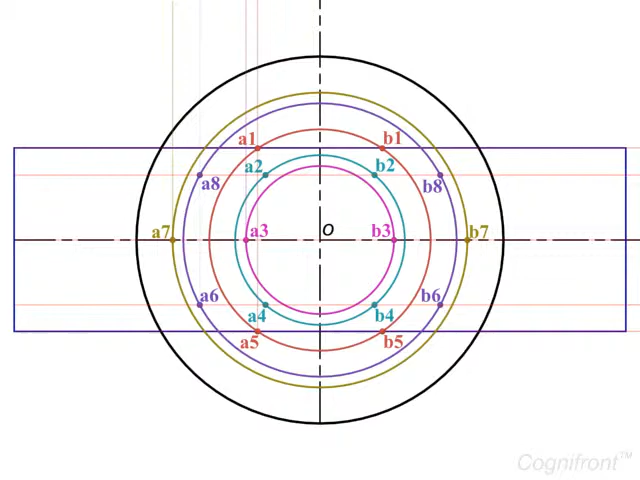 a1 b1
a2 b2
a8 b8
a7 a3 o b3 b7
a6 b6
a4 b4
a5 b5
Cognifront™